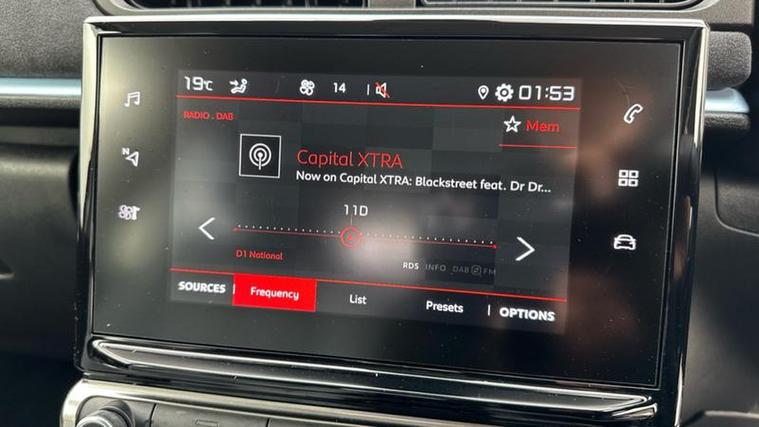 19°C 14 01:53
RADIO . DAB
Mem
Capital XTRA
Now on Capital XTRA: Blackstreet feat. Dr Dr...
11D
D1 National
RDS INFO DAB FM
SOURCES Frequency List Presets OPTIONS
N